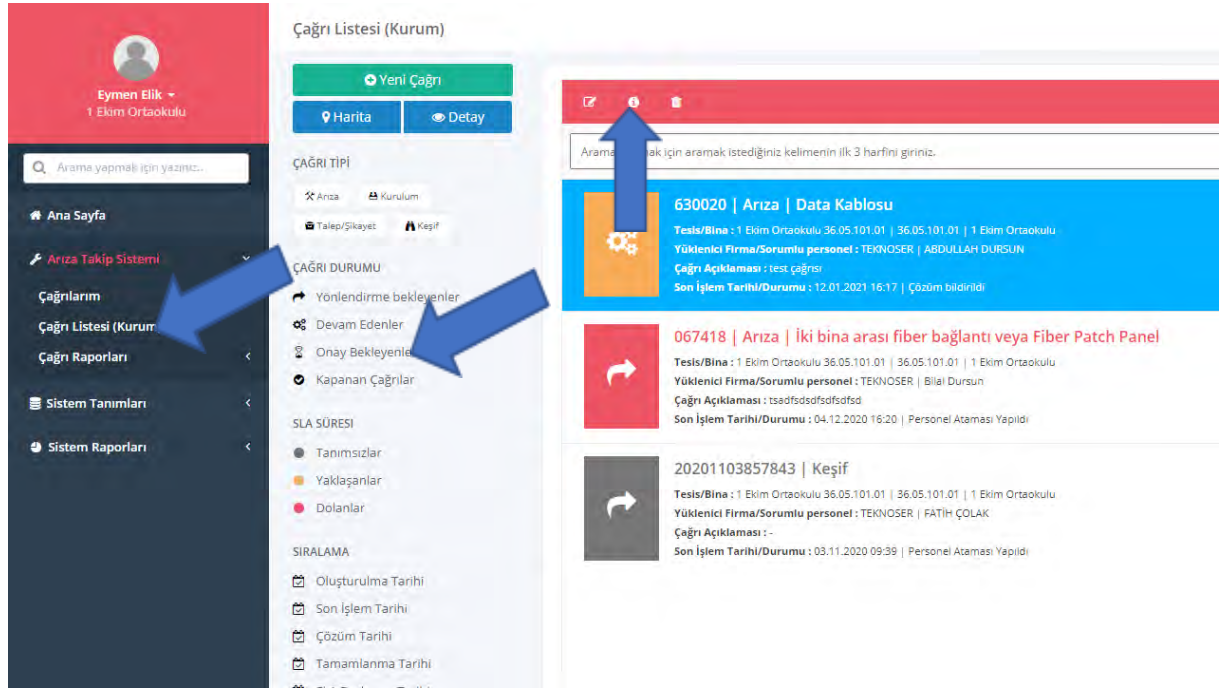 Eymen Elik
1 Ekim Ortaokulu
Arama yapmak için yazınız..
Ana Sayfa
Arıza Takip Sistemi
Çağrılarım
Çağrı Listesi (Kurum
Çağrı Raporları
Sistem Tanımları
Sistem Raporları
Çağrı Listesi (Kurum)
Yeni Çağrı
Harita
Detay
ÇAĞRI TİPİ
Arıza
Kurulum
Talep/Şikayet
Keşif
ÇAĞRI DURUMU
Yönlendirme bekleyenler
Devam Edenler
Onay Bekleyenle
Kapanan Çağrılar
SLA SÜRESİ
Tanımsızlar
Yaklaşanlar
Dolanlar
SIRALAMA
Oluşturulma Tarihi
Son İşlem Tarihi
Çözüm Tarihi
Tamamlanma Tarihi
Arama için aramak istediğiniz kelimenin ilk 3 harfini giriniz.
630020 | Arıza | Data Kablosu
Tesis/Bina : 1 Ekim Ortaokulu 36.05.101.01 | 36.05.101.01 | 1 Ekim Ortaokulu
Yüklenici Firma/Sorumlu personel : TEKNOSER | ABDULLAH DURSUN
Çağrı Açıklaması : test çağrısı
Son İşlem Tarihi/Durumu : 12.01.2021 16:17 | Çözüm bildirildi
067418 | Arıza | İki bina arası fiber bağlantı veya Fiber Patch Panel
Tesis/Bina : 1 Ekim Ortaokulu 36.05.101.01 | 36.05.101.01 | 1 Ekim Ortaokulu
Yüklenici Firma/Sorumlu personel : TEKNOSER | Bilal Dursun
Çağrı Açıklaması : tsadfsdsdfsdfsdfsd
Son İşlem Tarihi/Durumu : 04.12.2020 16:20 | Personel Ataması Yapıldı
20201103857843 | Keşif
Tesis/Bina : 1 Ekim Ortaokulu 36.05.101.01 | 36.05.101.01 | 1 Ekim Ortaokulu
Yüklenici Firma/Sorumlu personel : TEKNOSER | FATİH ÇOLAK
Çağrı Açıklaması : -
Son İşlem Tarihi/Durumu : 03.11.2020 09:39 | Personel Ataması Yapıldı